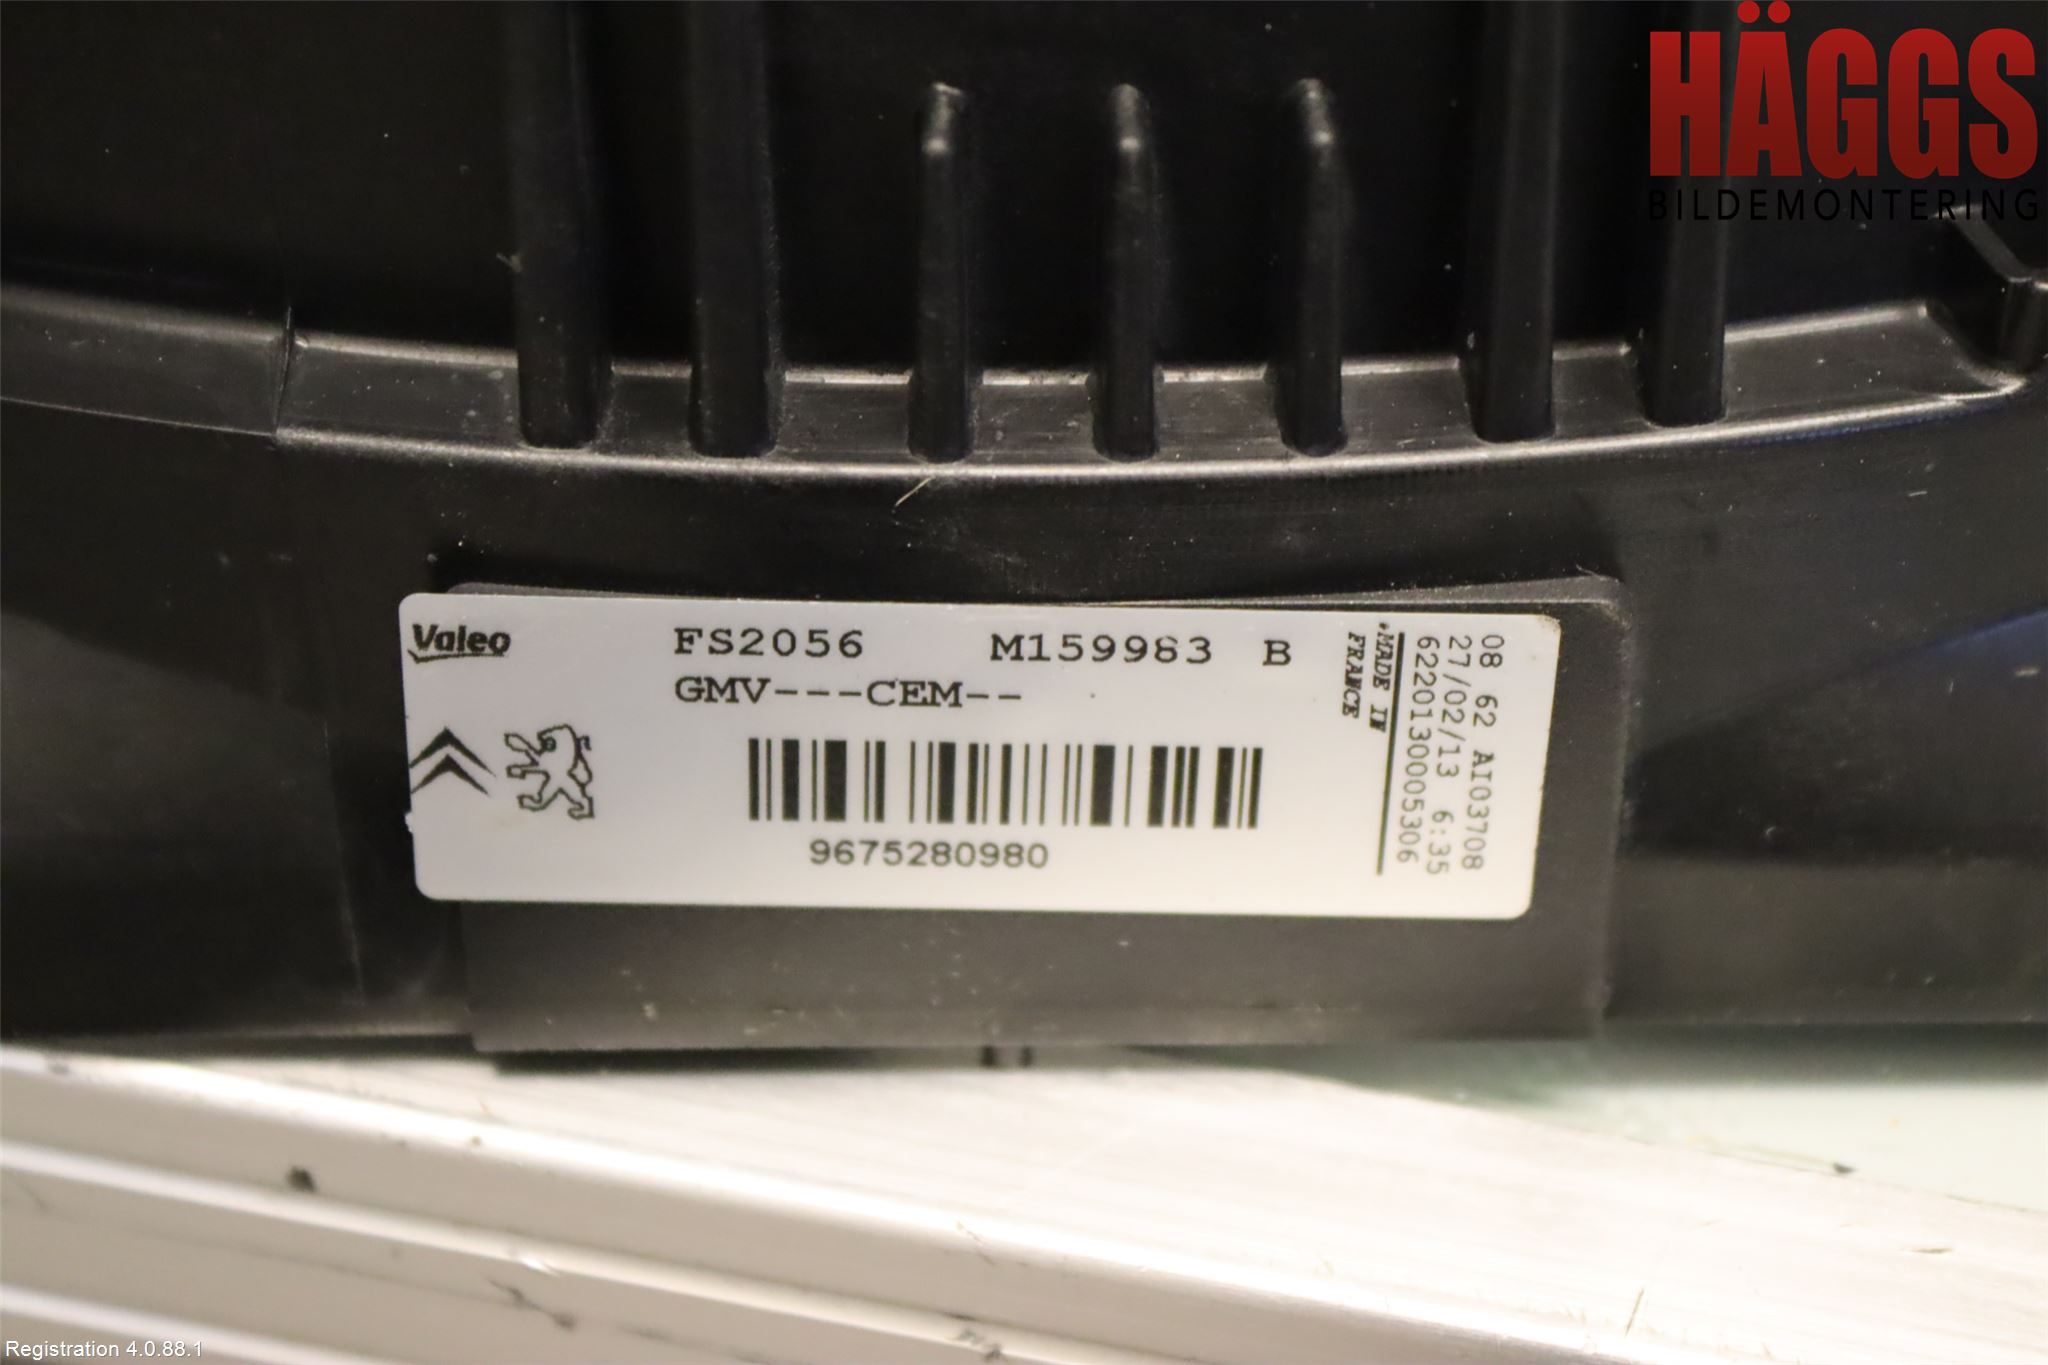 HÄGGS
BILDEMONTERING
Valeo
FS2056 M159983 B
GMV---CEM--
9675280980
*MADE IN
FRANCE
08 62 AI03708
27/02/13 6:35
6220130005306
Registration 4.0.88.1